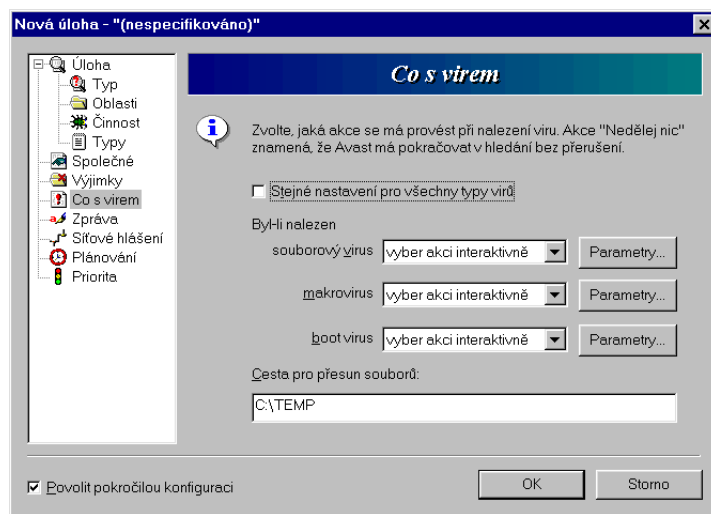 Nová úloha - "(nespecifikováno)"
Úloha
Typ
Oblasti
Činnost
Typy
Společné
Výjimky
Co s virem
Zpráva
Síťové hlášení
Plánování
Priorita
Co s virem
Zvolte, jaká akce se má provést při nalezení viru. Akce "Nedělej nic"
znamená, že Avast má pokračovat v hledání bez přerušení.
Stejné nastavení pro všechny typy virů
Byl-li nalezen
souborový virus vyber akci interaktivně Parametry...
makrovirus vyber akci interaktivně Parametry...
boot virus vyber akci interaktivně Parametry...
Cesta pro přesun souborů:
C:\TEMP
Povolit pokročilou konfiguraci
OK Storno